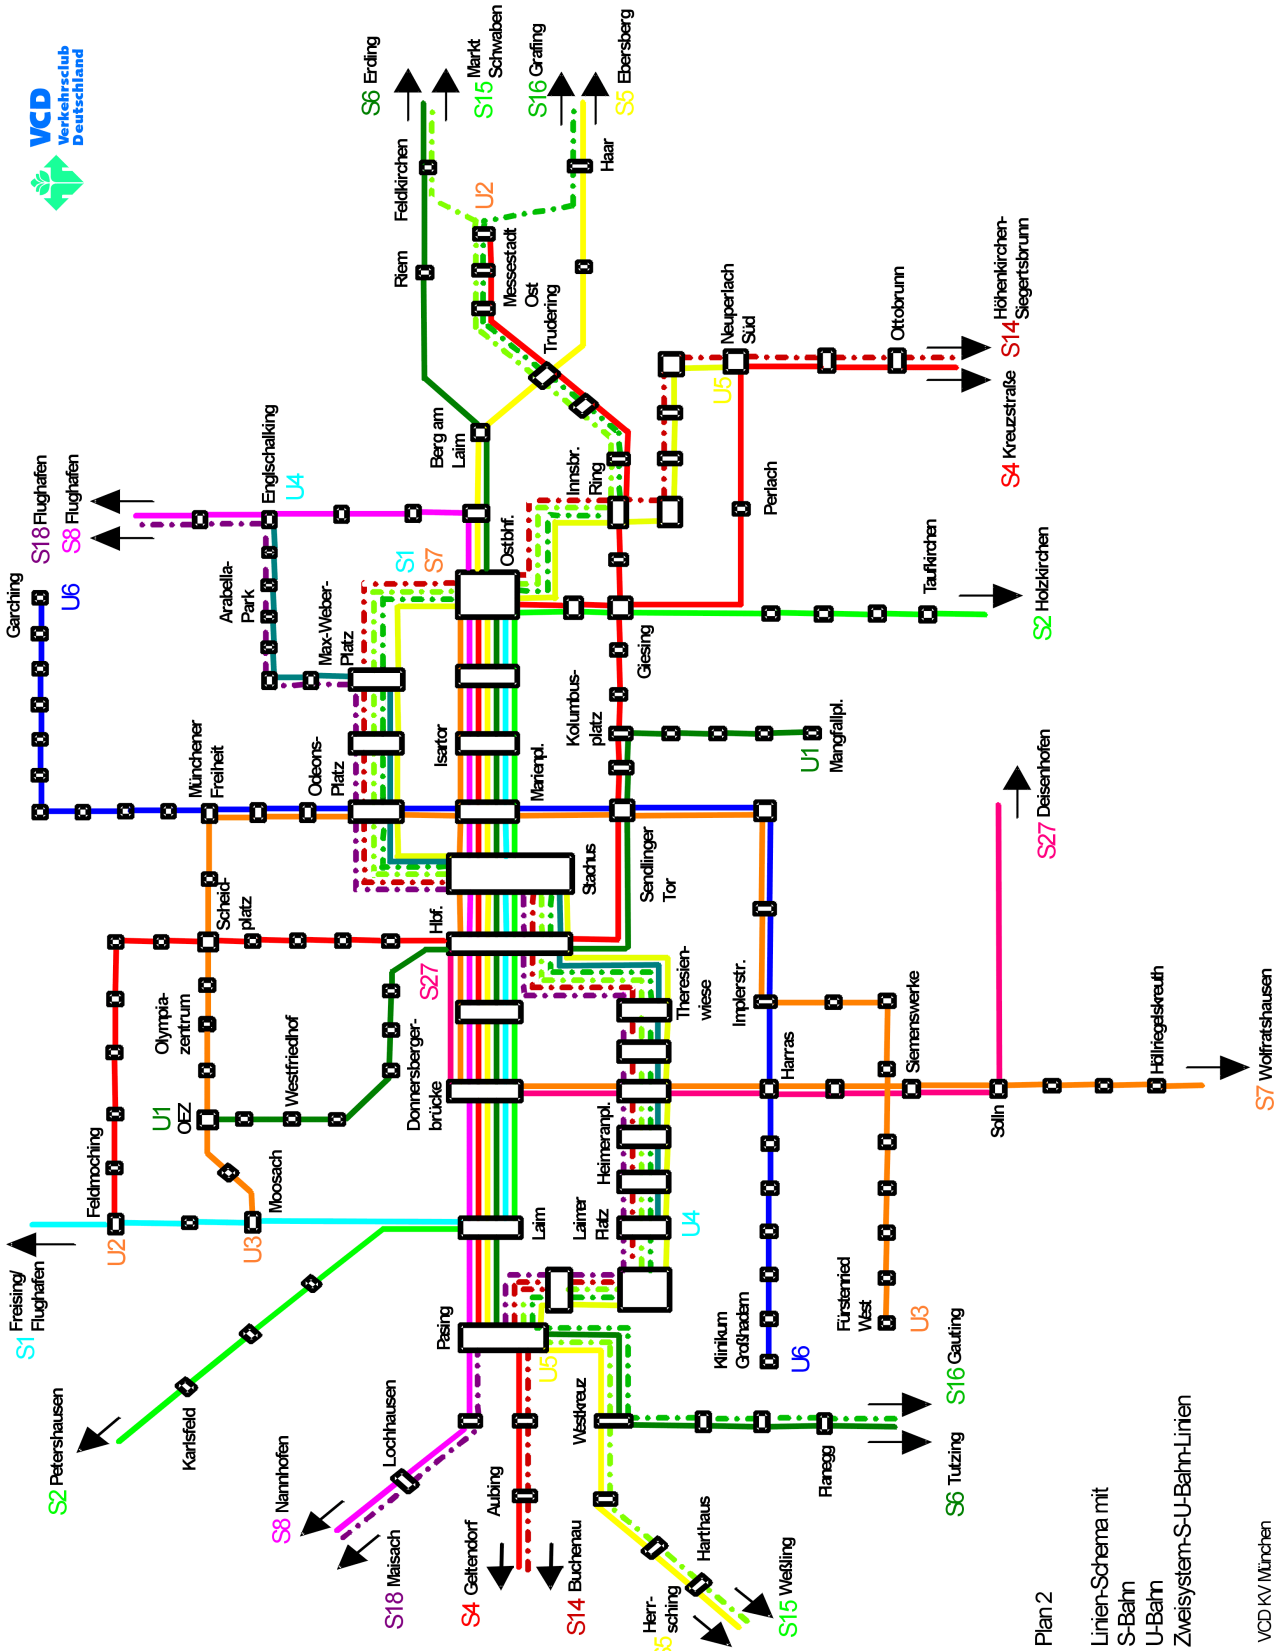 VCD
Verkehrsclub
Deutschland
S6 Erding
S15 Markt
Schwaben
S16 Grafing
S5 Ebersberg
Feldkirchen
Riem
U2
Messestadt
Ost
Haar
Trudering
Berg am
Laim
Innsbr.
Ring
Neuperlach
Süd
U5
Ottobrunn
S14 Höhenkirchen-
Siegertsbrunn
S4 Kreuzstraße
Perlach
Taufkirchen
S2 Holzkirchen
Giesing
Kolumbus-
platz
U1
Mangfallpl.
S18 Flughafen
S8 Flughafen
Englschalking
U4
Arabella-
Park
Max-Weber-
Platz
Garching
U6
S1
S7
Ostbhf.
Münchener
Freiheit
Odeons-
Platz
Isartor
Marienpl.
Stachus
Sendlinger
Tor
Hbf.
S27
Scheid-
platz
Olympia-
zentrum
Westfriedhof
U1
OEZ
Donnersberger-
brücke
Theresien-
wiese
Heimeranpl.
Laimer
Platz
U4
Implerstr.
Harras
Siemenswerke
S27 Deisenhofen
Solln
Höllriegelskreuth
S7 Wolfratshausen
Feldmoching
U2
U3
Moosach
S1 Freising/
Flughafen
Laim
Pasing
U5
Klinikum
Großhadern
U6
Fürstenried
West
U3
S2 Petershausen
Karlsfeld
S8 Nannhofen
Lochhausen
S18 Maisach
S4 Geltendorf
Aubing
S14 Buchenau
Westkreuz
Harthaus
S5 Herr-
sching
S15 Weßling
Planegg
S16 Gauting
S6 Tutzing
Plan 2
Linien-Schema mit
S-Bahn
U-Bahn
Zweisystem-S-U-Bahn-Linien
VCD KV München